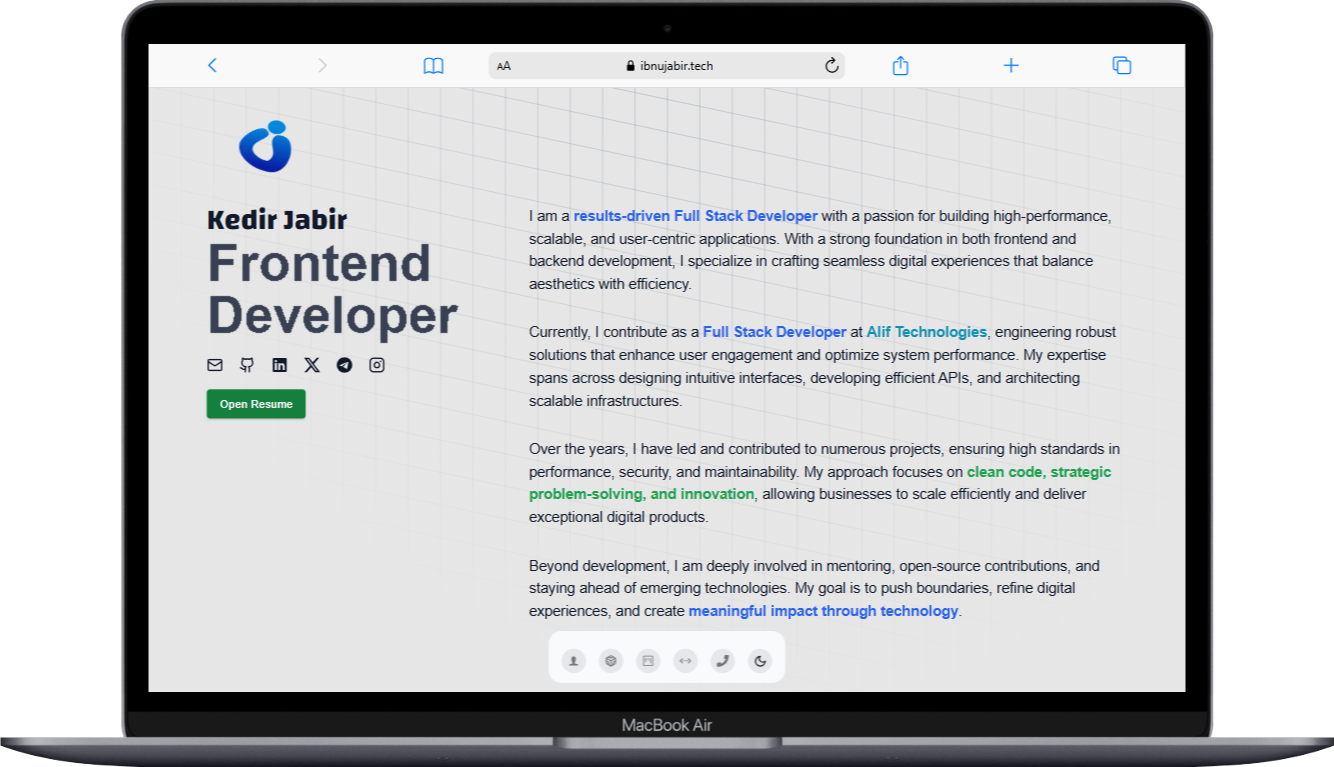 AA
ibnujabir.tech
Kedir Jabir
Frontend
Developer
Open Resume
I am a results-driven Full Stack Developer with a passion for building high-performance,
scalable, and user-centric applications. With a strong foundation in both frontend and
backend development, I specialize in crafting seamless digital experiences that balance
aesthetics with efficiency.
Currently, I contribute as a Full Stack Developer at Alif Technologies, engineering robust
solutions that enhance user engagement and optimize system performance. My expertise
spans across designing intuitive interfaces, developing efficient APIs, and architecting
scalable infrastructures.
Over the years, I have led and contributed to numerous projects, ensuring high standards in
performance, security, and maintainability. My approach focuses on clean code, strategic
problem-solving, and innovation, allowing businesses to scale efficiently and deliver
exceptional digital products.
Beyond development, I am deeply involved in mentoring, open-source contributions, and
staying ahead of emerging technologies. My goal is to push boundaries, refine digital
experiences, and create meaningful impact through technology.
MacBook Air